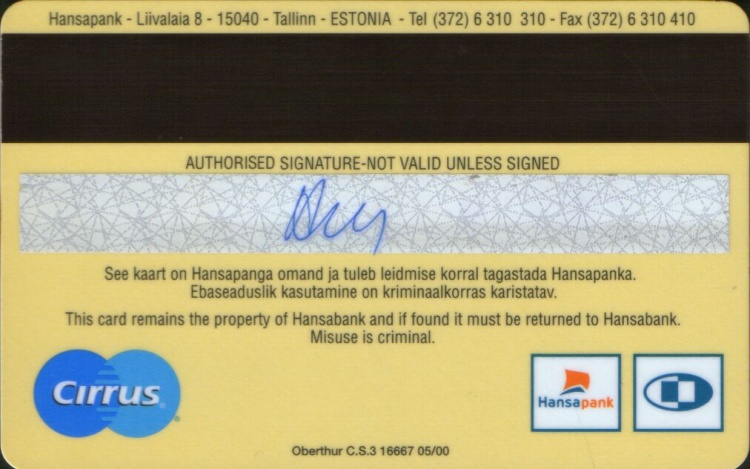 Hansapank - Liivalaia 8 - 15040 - Tallinn - ESTONIA - Tel (372) 6 310 310 - Fax (372) 6 310 410
AUTHORISED SIGNATURE-NOT VALID UNLESS SIGNED
See kaart on Hansapanga omand ja tuleb leidmise korral tagastada Hansapanka.
Ebaseaduslik kasutamine on kriminaalkorras karistatav.
This card remains the property of Hansabank and if found it must be returned to Hansabank.
Misuse is criminal.
Cirrus®
Hansapank
Oberthur C.S.3 16667 05/00